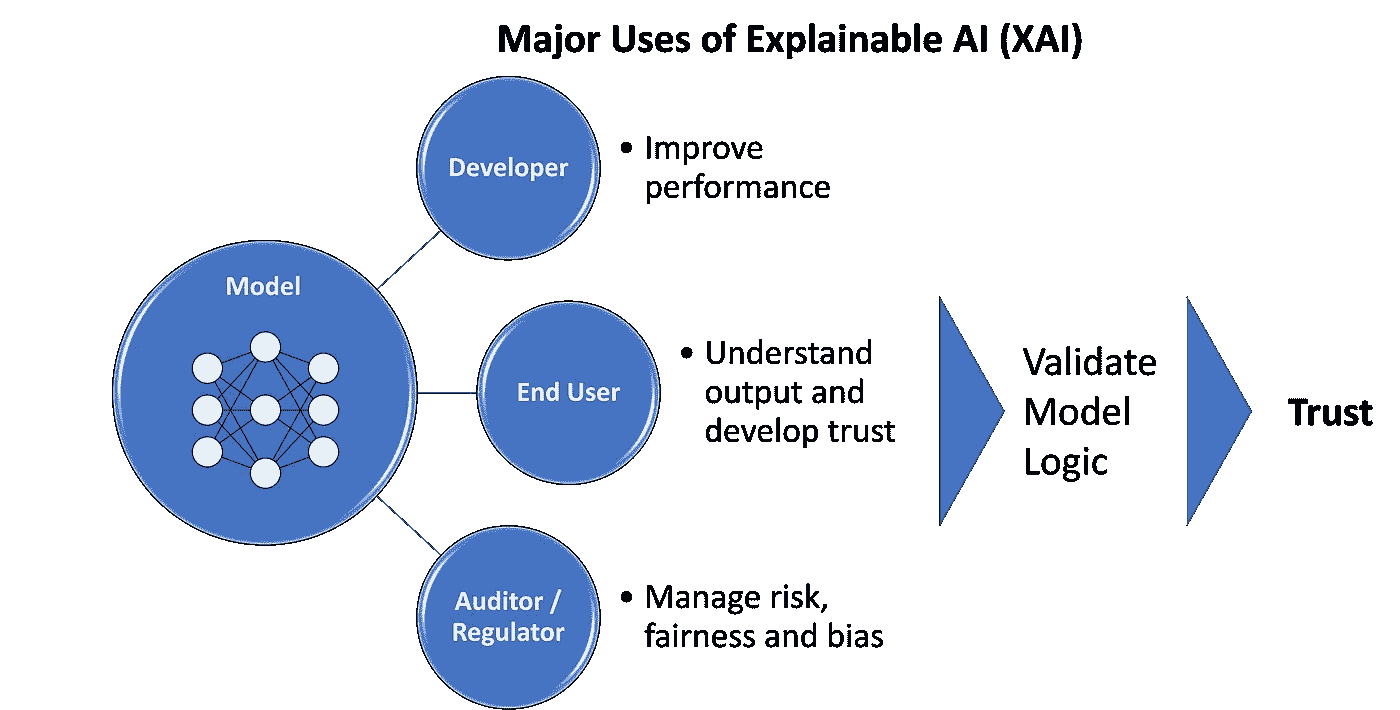 Major Uses of Explainable AI (XAI)
Developer
• Improve
performance
Model
End User
• Understand
output and
develop trust
Validate
Model
Logic
Trust
Auditor /
Regulator
• Manage risk,
fairness and bias